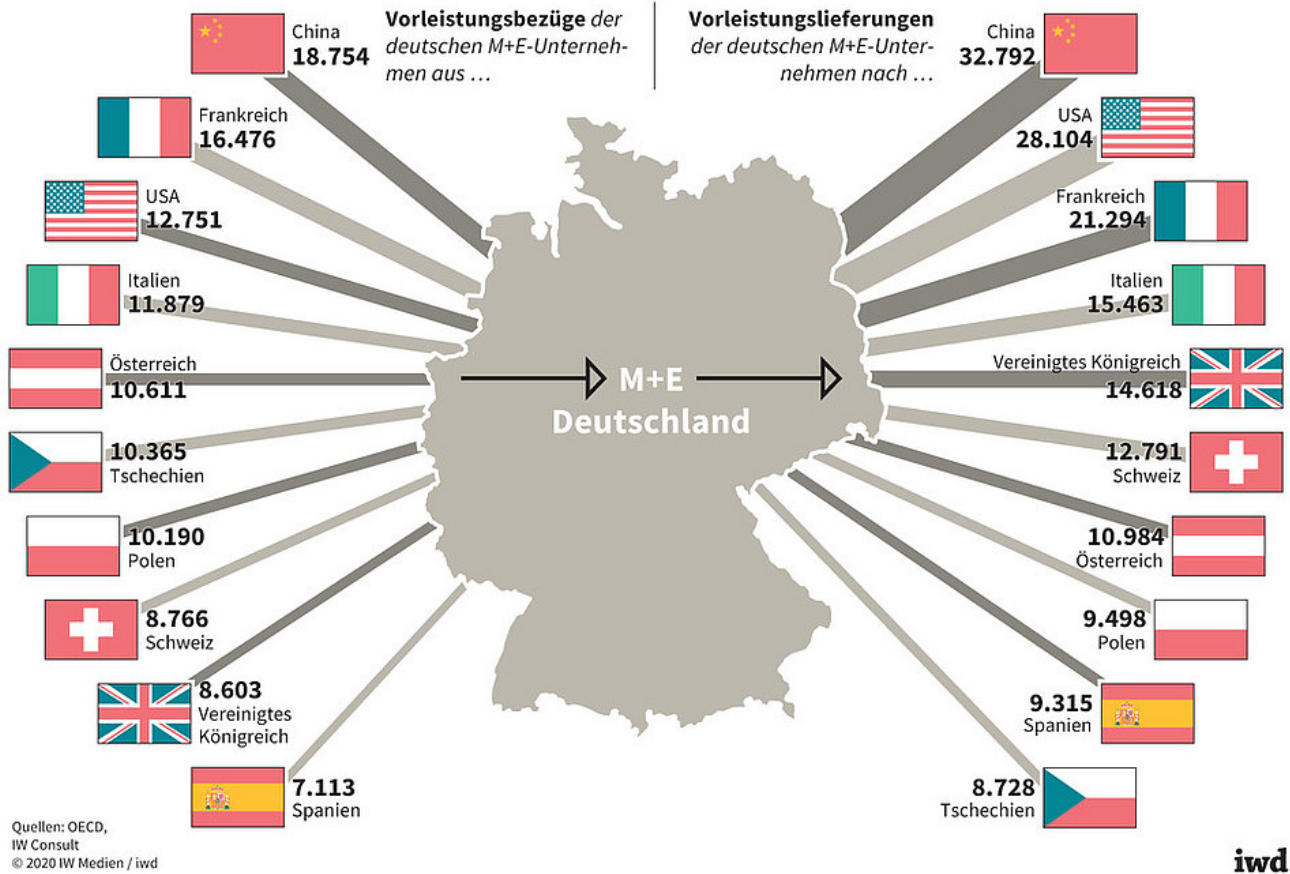 Vorleistungsbezüge der
deutschen M+E-Unterneh-
men aus …
Vorleistungslieferungen
der deutschen M+E-Unter-
nehmen nach …
China
18.754
Frankreich
16.476
USA
12.751
Italien
11.879
Österreich
10.611
10.365
Tschechien
10.190
Polen
8.766
Schweiz
8.603
Vereinigtes
Königreich
7.113
Spanien
M+E
Deutschland
China
32.792
USA
28.104
Frankreich
21.294
Italien
15.463
Vereinigtes Königreich
14.618
12.791
Schweiz
10.984
Österreich
9.498
Polen
9.315
Spanien
8.728
Tschechien
Quellen: OECD,
IW Consult
© 2020 IW Medien / iwd
iwd